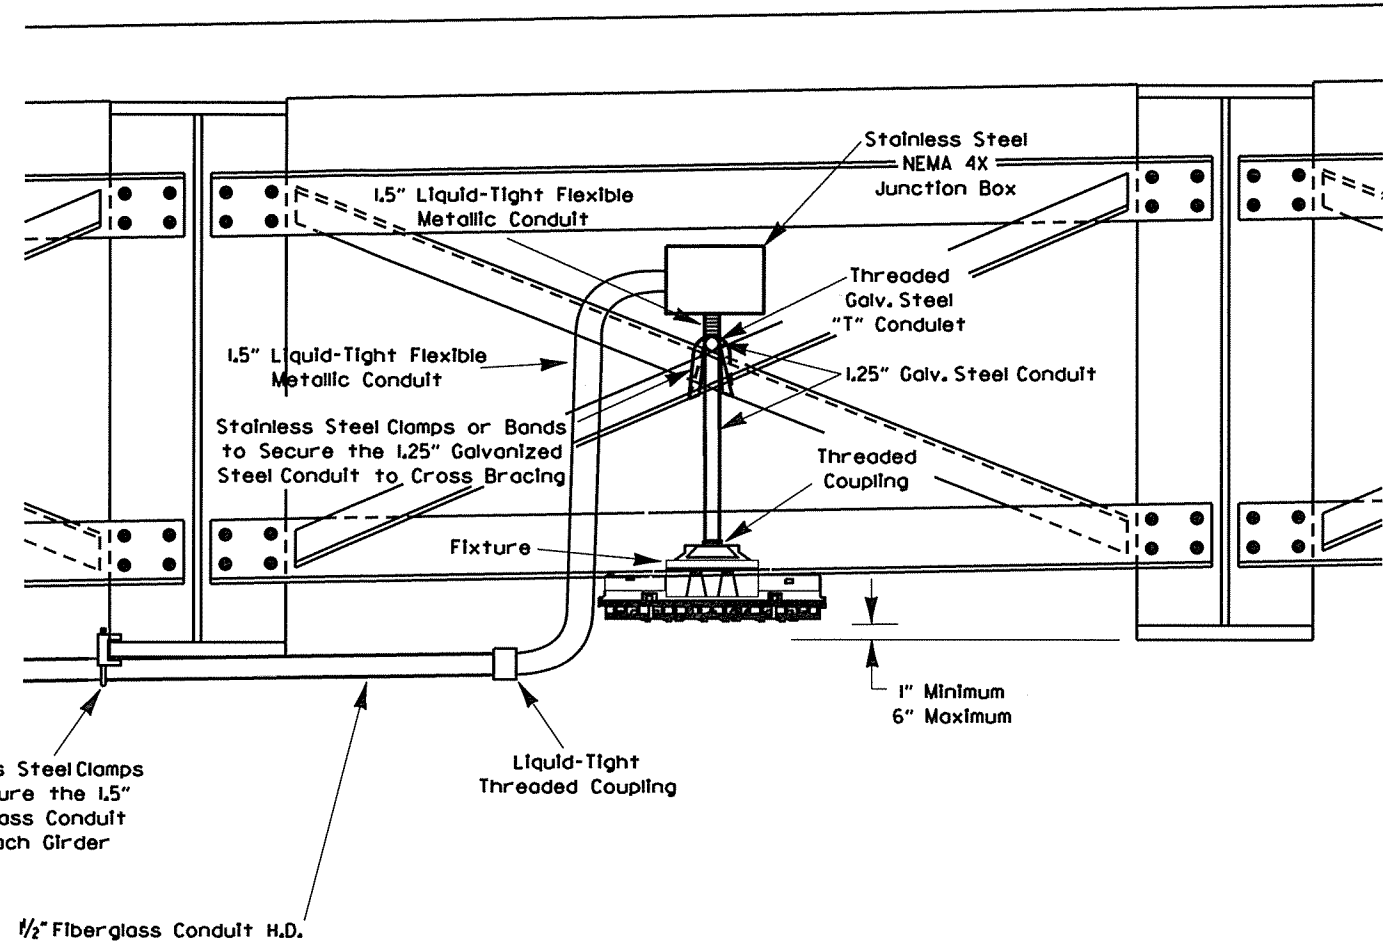 Stainless Steel
NEMA 4X
Junction Box
1.5" Liquid-Tight Flexible
Metallic Conduit
Threaded
Galv. Steel
"T" Condulet
1.5" Liquid-Tight Flexible
Metallic Conduit
1.25" Galv. Steel Conduit
Stainless Steel Clamps or Bands
to Secure the 1.25" Galvanized
Steel Conduit to Cross Bracing
Threaded
Coupling
Fixture
1" Minimum
6" Maximum
Liquid-Tight
Threaded Coupling
s Steel Clamps
ure the 1.5"
ass Conduit
ach Girder
1½" Fiberglass Conduit H.D.